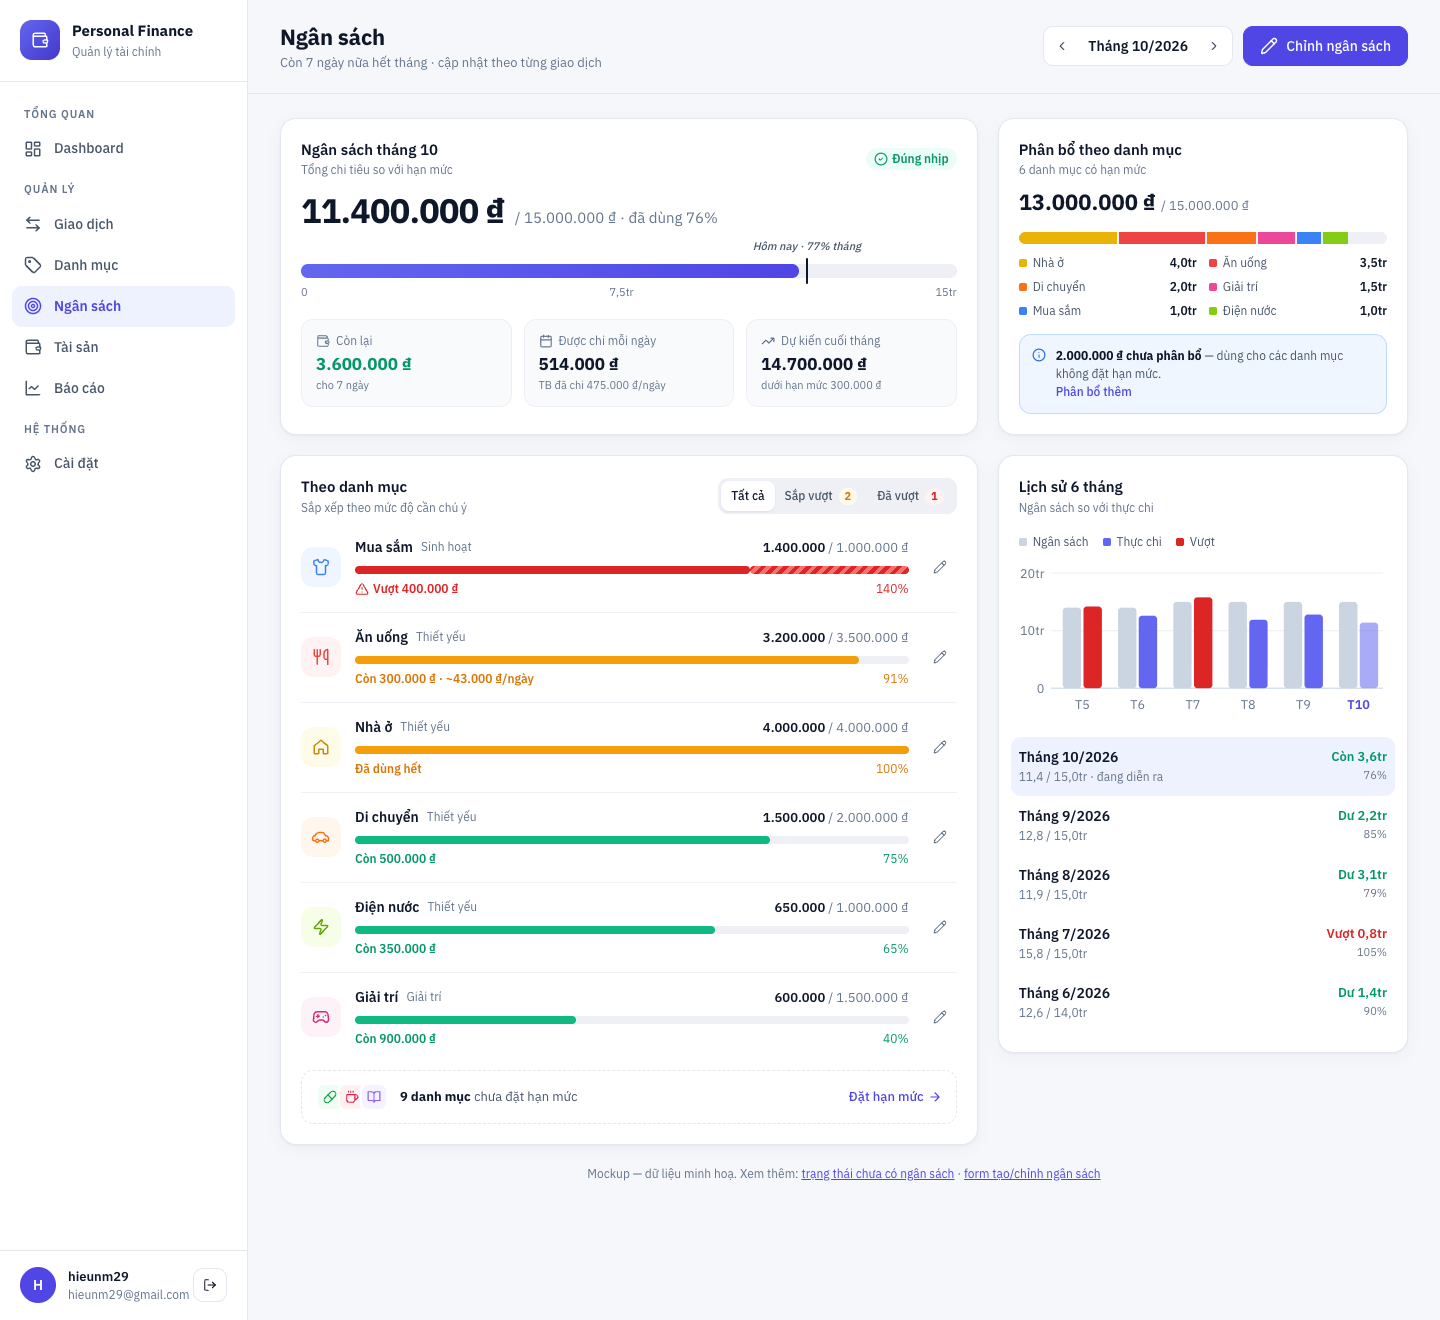 Personal Finance
Quản lý tài chính
TỔNG QUAN
Dashboard
QUẢN LÝ
Giao dịch
Danh mục
Ngân sách
Tài sản
Báo cáo
HỆ THỐNG
Cài đặt
H
hieunm29
hieunm29@gmail.com
Ngân sách
Còn 7 ngày nữa hết tháng · cập nhật theo từng giao dịch
Tháng 10/2026
Chỉnh ngân sách
Ngân sách tháng 10
Tổng chi tiêu so với hạn mức
Đúng nhịp
11.400.000 ₫ / 15.000.000 ₫ · đã dùng 76%
Hôm nay · 77% tháng
0 7,5tr 15tr
Còn lại
3.600.000 ₫
cho 7 ngày
Được chi mỗi ngày
514.000 ₫
TB đã chi 475.000 ₫/ngày
Dự kiến cuối tháng
14.700.000 ₫
dưới hạn mức 300.000 ₫
Phân bổ theo danh mục
6 danh mục có hạn mức
13.000.000 ₫ / 15.000.000 ₫
Nhà ở 4,0tr Ăn uống 3,5tr
Di chuyển 2,0tr Giải trí 1,5tr
Mua sắm 1,0tr Điện nước 1,0tr
2.000.000 ₫ chưa phân bổ — dùng cho các danh mục
không đặt hạn mức.
Phân bổ thêm
Theo danh mục
Sắp xếp theo mức độ cần chú ý
Tất cả Sắp vượt 2 Đã vượt 1
Mua sắm Sinh hoạt 1.400.000 / 1.000.000 ₫
Vượt 400.000 ₫ 140%
Ăn uống Thiết yếu 3.200.000 / 3.500.000 ₫
Còn 300.000 ₫ · ~43.000 ₫/ngày 91%
Nhà ở Thiết yếu 4.000.000 / 4.000.000 ₫
Đã dùng hết 100%
Di chuyển Thiết yếu 1.500.000 / 2.000.000 ₫
Còn 500.000 ₫ 75%
Điện nước Thiết yếu 650.000 / 1.000.000 ₫
Còn 350.000 ₫ 65%
Giải trí Giải trí 600.000 / 1.500.000 ₫
Còn 900.000 ₫ 40%
9 danh mục chưa đặt hạn mức Đặt hạn mức →
Lịch sử 6 tháng
Ngân sách so với thực chi
Ngân sách Thực chi Vượt
20tr
10tr
0
T5 T6 T7 T8 T9 T10
Tháng 10/2026 Còn 3,6tr
11,4 / 15,0tr · đang diễn ra 76%
Tháng 9/2026 Dư 2,2tr
12,8 / 15,0tr 85%
Tháng 8/2026 Dư 3,1tr
11,9 / 15,0tr 79%
Tháng 7/2026 Vượt 0,8tr
15,8 / 15,0tr 105%
Tháng 6/2026 Dư 1,4tr
12,6 / 14,0tr 90%
Mockup — dữ liệu minh hoạ. Xem thêm: trạng thái chưa có ngân sách · form tạo/chỉnh ngân sách